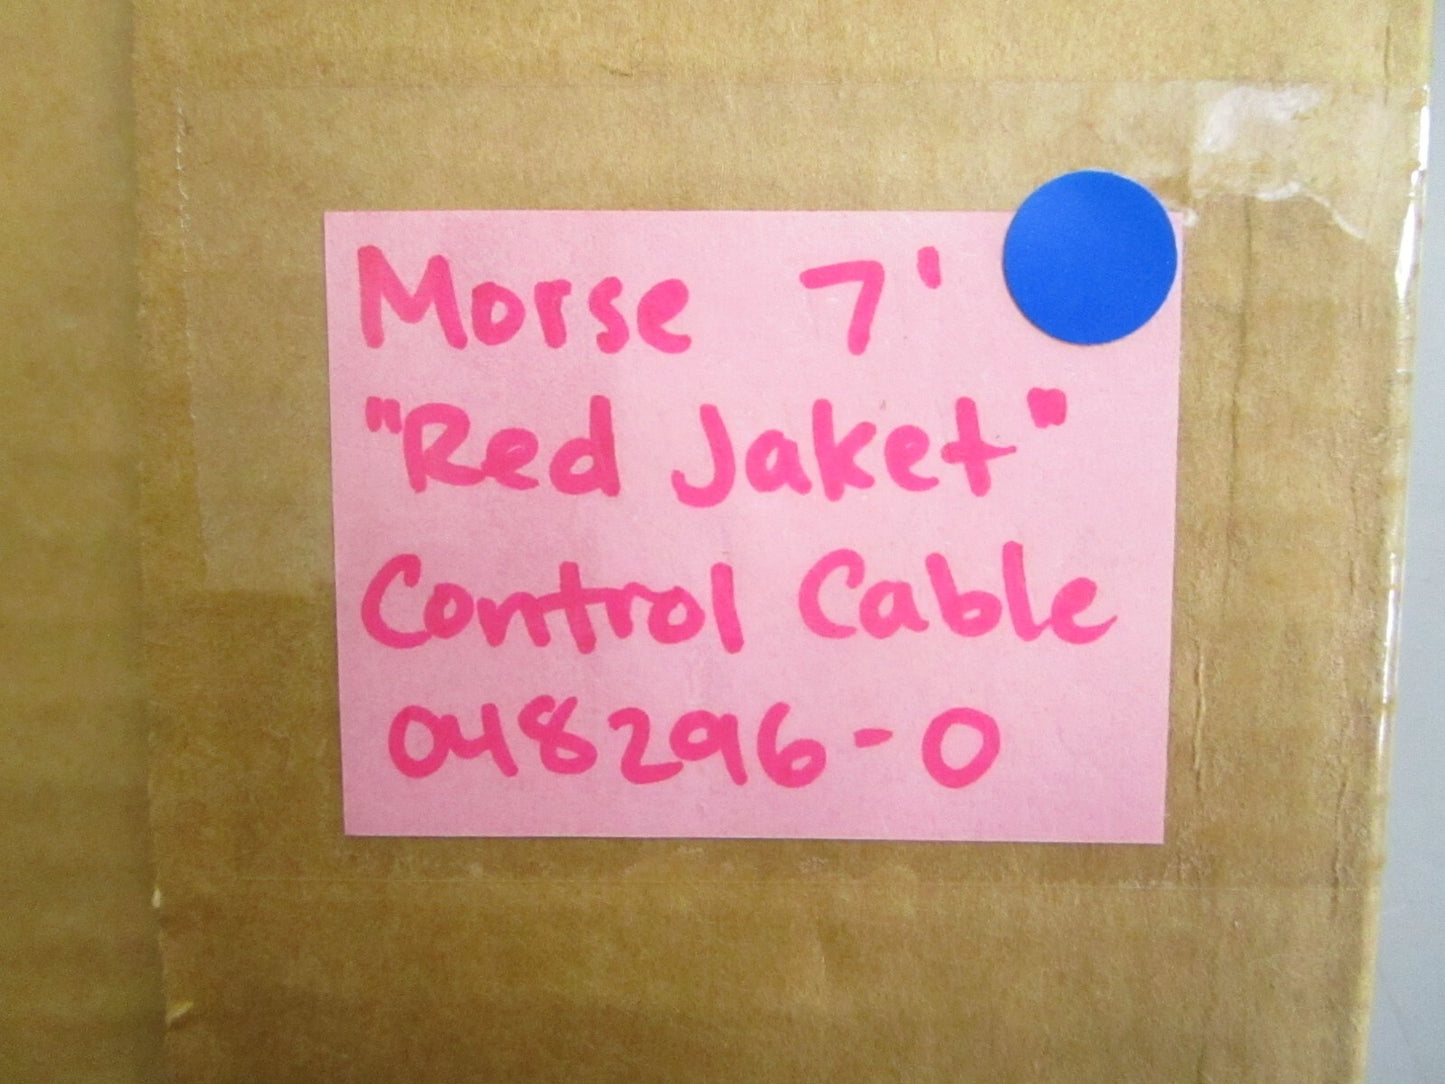 Morse 7'
"Red Jaket"
Control Cable
048296-0